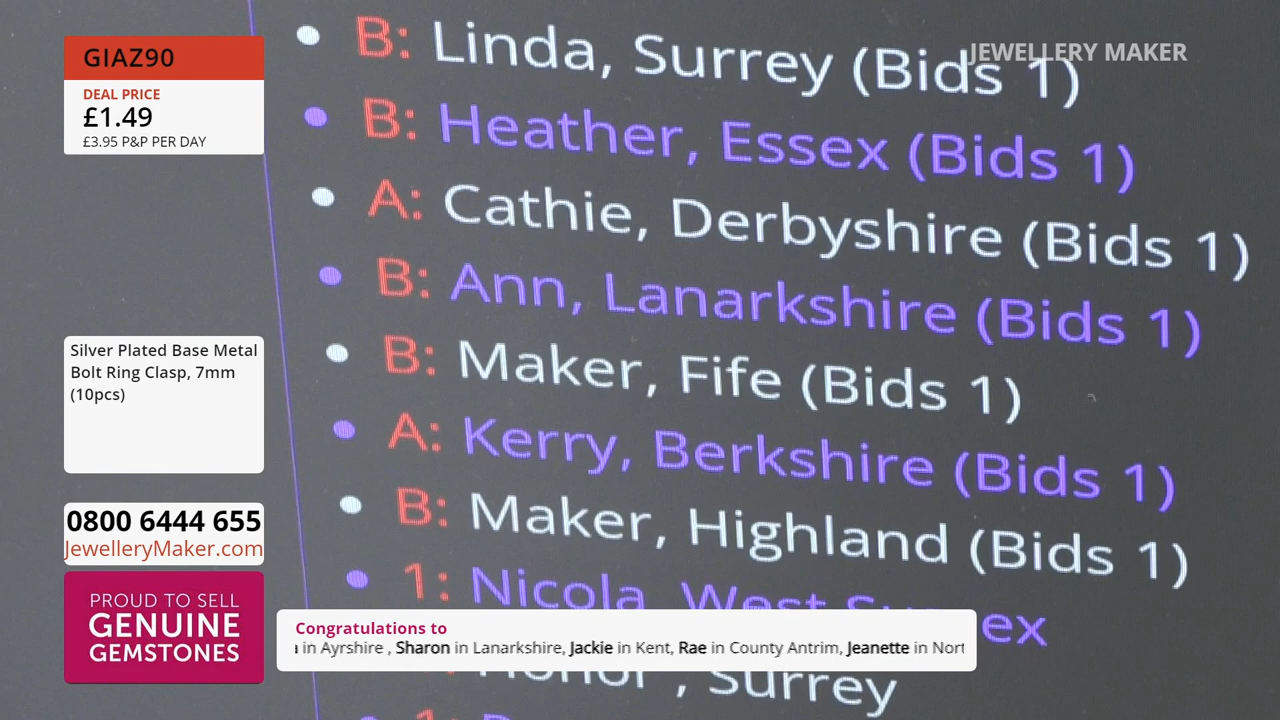 GIAZ90
DEAL PRICE
£1.49
£3.95 P&P PER DAY
Silver Plated Base Metal
Bolt Ring Clasp, 7mm
(10pcs)
0800 6444 655
JewelleryMaker.com
PROUD TO SELL
GENUINE
GEMSTONES
JEWELLERY MAKER
• B: Linda, Surrey (Bids 1)
• B: Heather, Essex (Bids 1)
• A: Cathie, Derbyshire (Bids 1)
• B: Ann, Lanarkshire (Bids 1)
• B: Maker, Fife (Bids 1)
• A: Kerry, Berkshire (Bids 1)
• B: Maker, Highland (Bids 1)
• 1: Nicola, West Sussex
Honor , Surrey
Congratulations to
in Ayrshire , Sharon in Lanarkshire, Jackie in Kent, Rae in County Antrim, Jeanette in